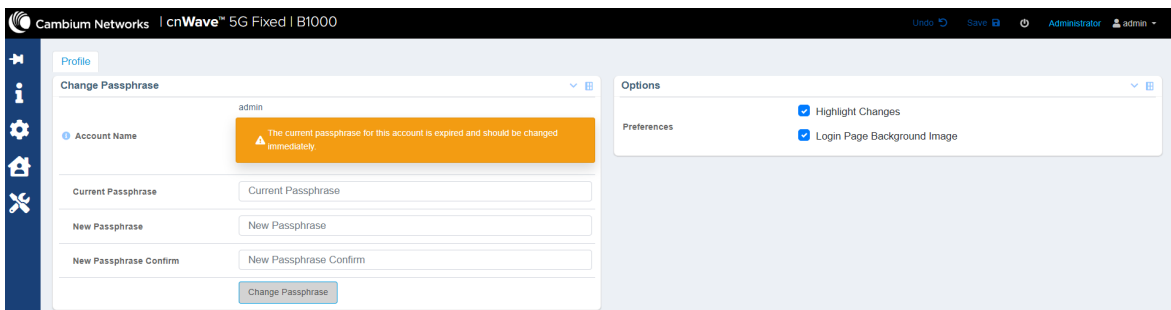 Cambium Networks | cnWave™ 5G Fixed | B1000
Undo Save Administrator admin
Profile
Change Passphrase
admin
Account Name
The current passphrase for this account is expired and should be changed
immediately.
Current Passphrase Current Passphrase
New Passphrase New Passphrase
New Passphrase Confirm New Passphrase Confirm
Change Passphrase
Options
Preferences
Highlight Changes
Login Page Background Image